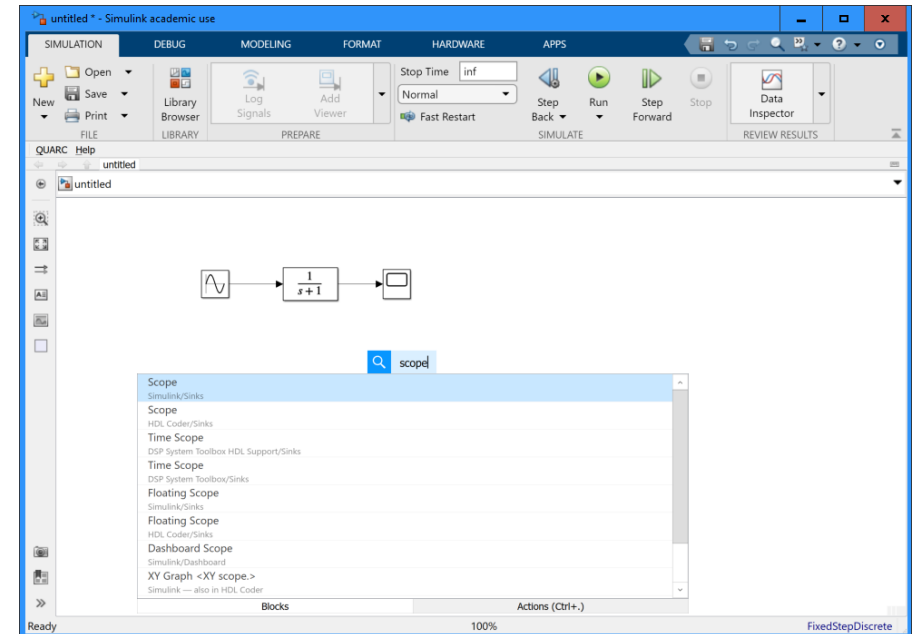 untitled * - Simulink academic use
SIMULATION DEBUG MODELING FORMAT HARDWARE APPS
New
Open
Save
Print
FILE
Library Browser
LIBRARY
Log Signals
Add Viewer
PREPARE
Stop Time inf
Normal
Fast Restart
Step Back
Run
Step Forward
Stop
SIMULATE
Data Inspector
REVIEW RESULTS
QUARC Help
untitled
untitled
1
s+1
scope
Scope
Simulink/Sinks
Scope
HDL Coder/Sinks
Time Scope
DSP System Toolbox HDL Support/Sinks
Time Scope
DSP System Toolbox/Sinks
Floating Scope
Simulink/Sinks
Floating Scope
HDL Coder/Sinks
Dashboard Scope
Simulink/Dashboard
XY Graph <XY scope.>
Simulink — also in HDL Coder
Blocks Actions (Ctrl+.)
Ready 100% FixedStepDiscrete